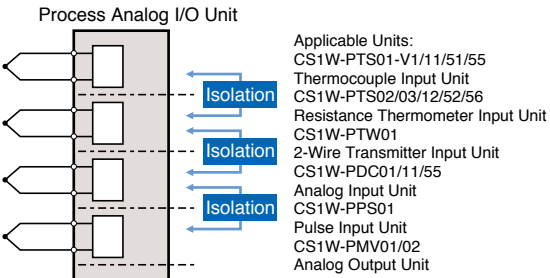 Process Analog I/O Unit
Isolation
Isolation
Isolation
Applicable Units:
CS1W-PTS01-V1/11/51/55
Thermocouple Input Unit
CS1W-PTS02/03/12/52/56
Resistance Thermometer Input Unit
CS1W-PTW01
2-Wire Transmitter Input Unit
CS1W-PDC01/11/55
Analog Input Unit
CS1W-PPS01
Pulse Input Unit
CS1W-PMV01/02
Analog Output Unit